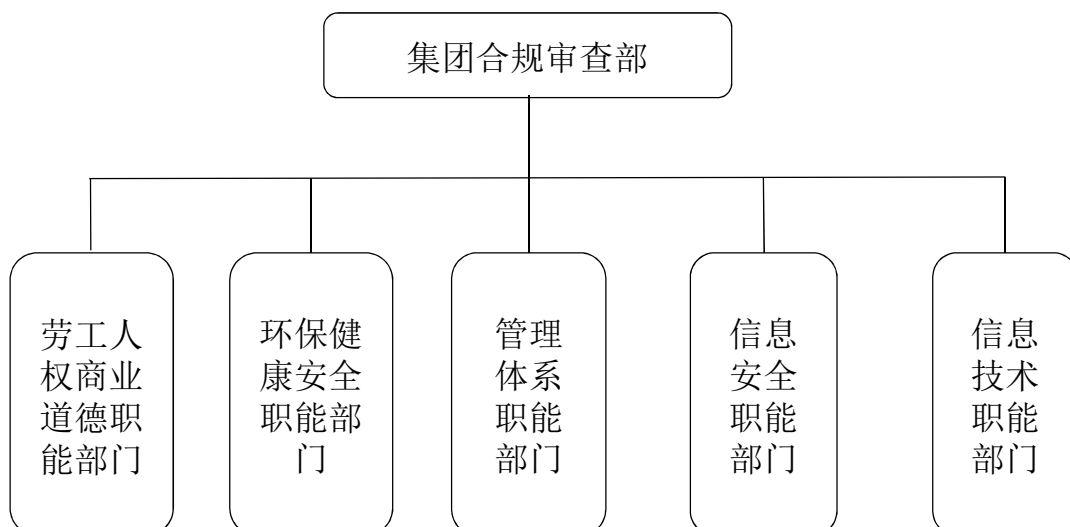 集团合规审查部
劳工人
权商业
道德职
能部门
环保健
康安全
职能部
门
管理
体系
职能
部门
信息
安全
职能
部门
信息
技术
职能
部门